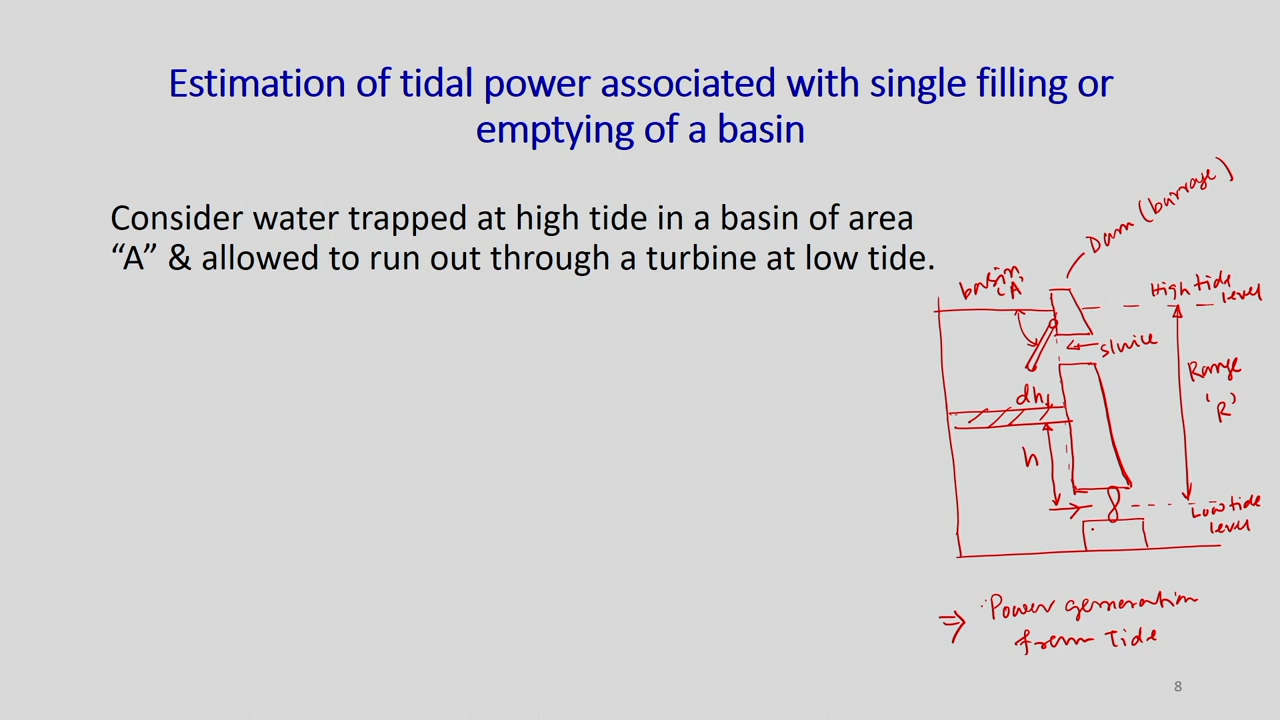 Estimation of tidal power associated with single filling or
emptying of a basin
Consider water trapped at high tide in a basin of area
“A” & allowed to run out through a turbine at low tide.
Dam (barrage)
basin
'A'
High tide
level
sluice
Range
'R'
dh
h
Low tide
level
⇒ Power generation
from Tide
8